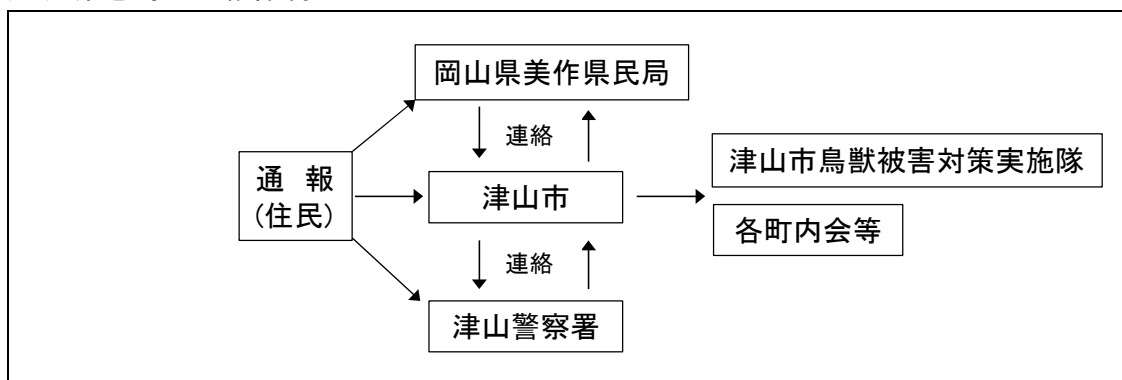 岡山県美作県民局
連絡
通 報
(住民)
津山市
津山市鳥獣被害対策実施隊
各町内会等
連絡
津山警察署